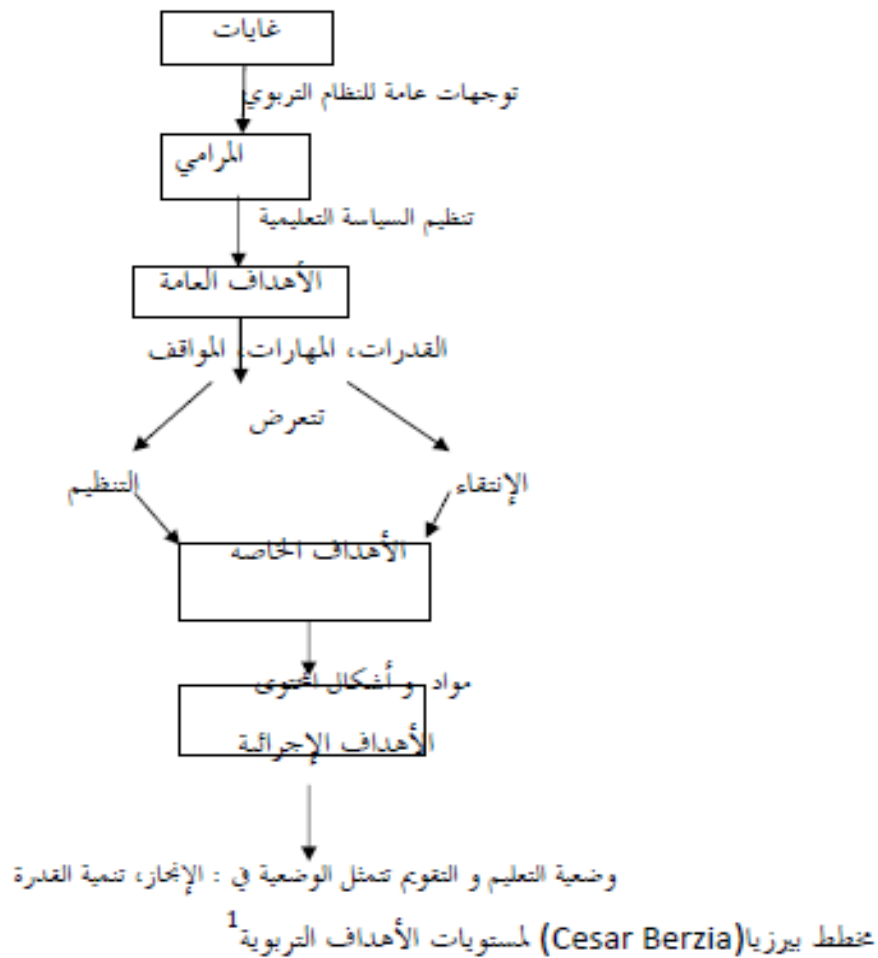 غايات
توجهات عامة للنظام التربوي
المرامي
تنظيم السياسة التعليمية
الأهداف العامة
القدرات، المهارات، المواقف
تتعرض
الإنتقاء
التنظيم
الأهداف الخاصه
مواد و أشكال المحتوى
الأهداف الإجرائية
وضعية التعليم و التقويم تتمثل الوضعية في : الإنجاز، تنمية القدرة
مخطط بيرزيا(Cesar Berzia) لمستويات الأهداف التربوية1